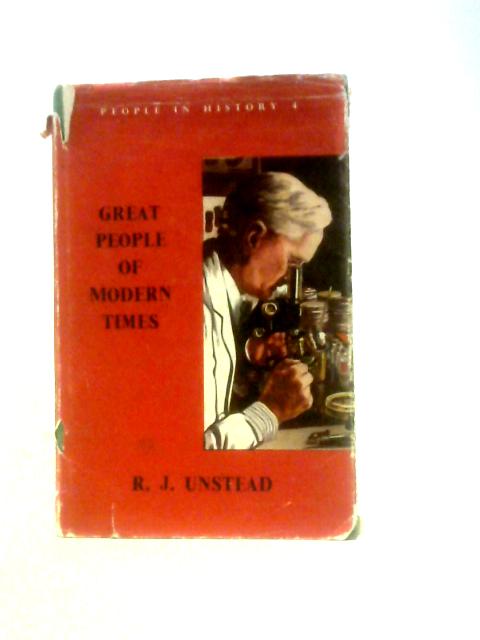 PEOPLE IN HISTORY 4
GREAT
PEOPLE
OF
MODERN
TIMES
R. J. UNSTEAD